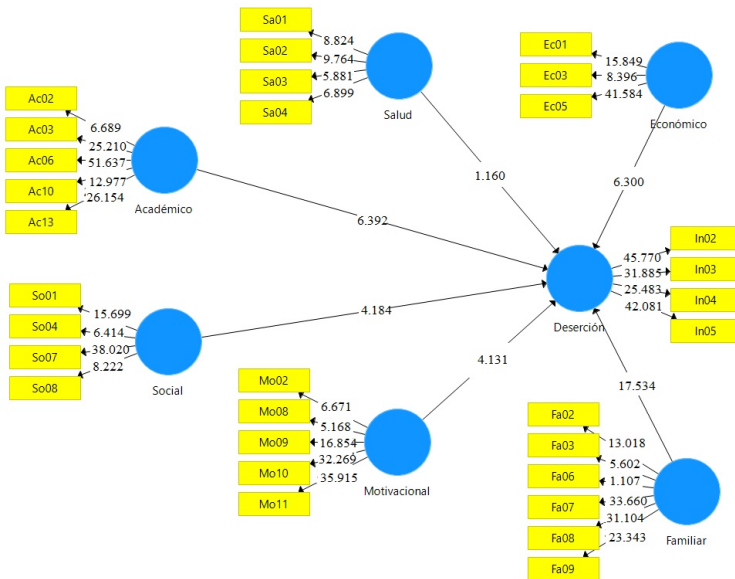 Sa01
Sa02
Sa03
Sa04
8.824
9.764
5.881
6.899
Salud
Ec01
Ec03
Ec05
15.849
8.396
41.584
Económico
Ac02
Ac03
Ac06
Ac10
Ac13
6.689
25.210
51.637
12.977
26.154
Académico
1.160
6.300
6.392
In02
In03
In04
In05
45.770
31.885
25.483
42.081
Deserción
So01
So04
So07
So08
15.699
6.414
38.020
8.222
Social
4.184
4.131
17.534
Mo02
Mo08
Mo09
Mo10
Mo11
6.671
5.168
16.854
32.269
35.915
Motivacional
Fa02
Fa03
Fa06
Fa07
Fa08
Fa09
13.018
5.602
1.107
33.660
31.104
23.343
Familiar